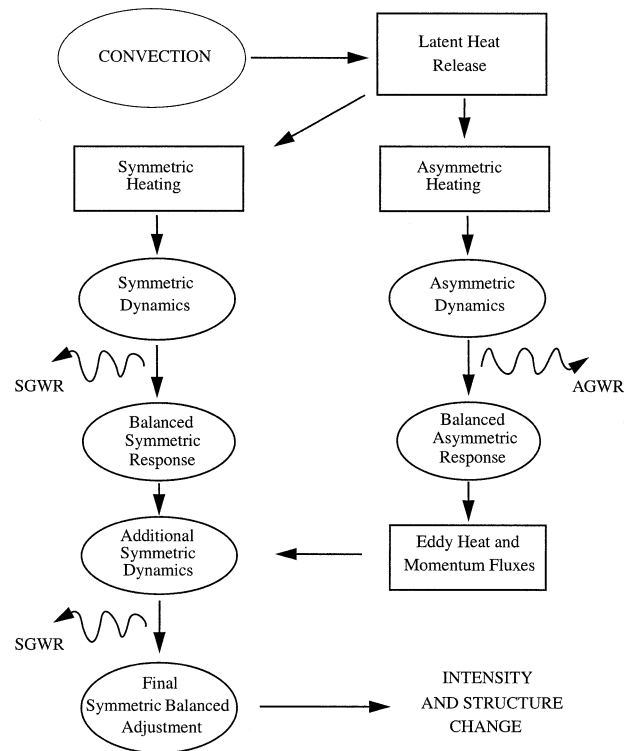 CONVECTION
Latent Heat
Release
Symmetric
Heating
Asymmetric
Heating
Symmetric
Dynamics
Asymmetric
Dynamics
SGWR
AGWR
Balanced
Symmetric
Response
Balanced
Asymmetric
Response
Additional
Symmetric
Dynamics
Eddy Heat and
Momentum Fluxes
SGWR
Final
Symmetric Balanced
Adjustment
INTENSITY
AND STRUCTURE
CHANGE